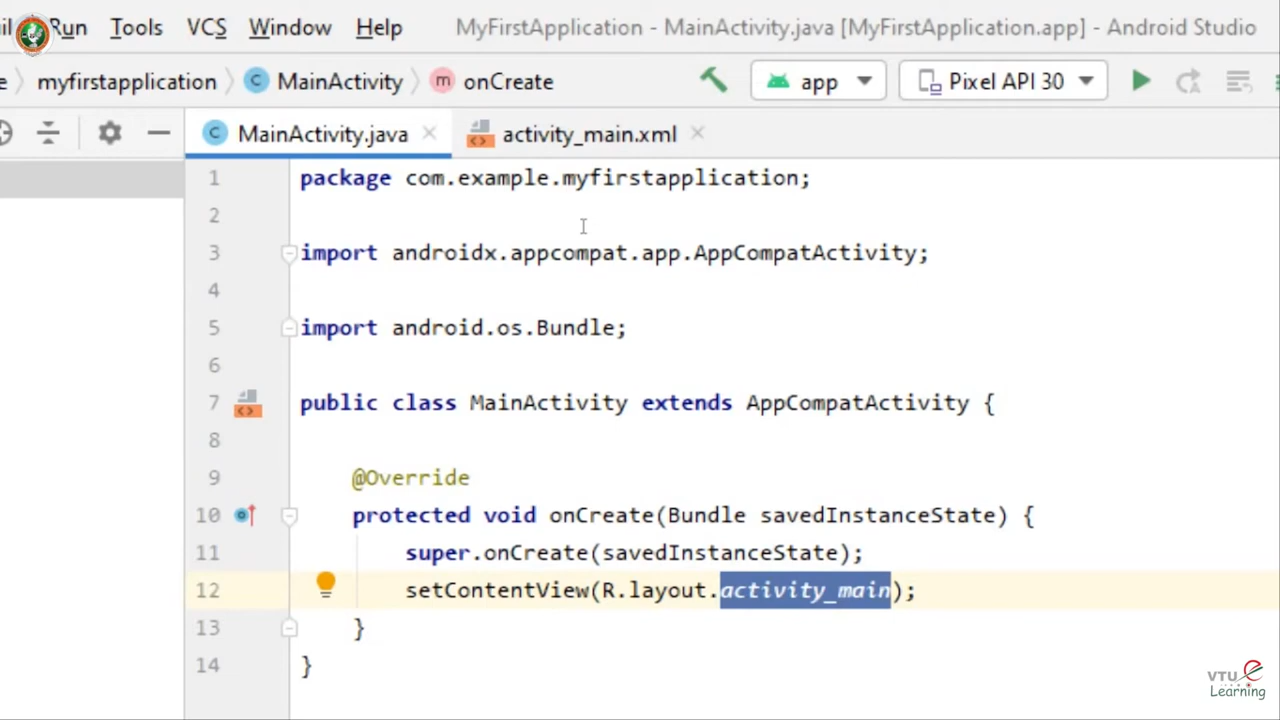 Run Tools VCS Window Help MyFirstApplication - MainActivity.java [MyFirstApplication.app] - Android Studio
myfirstapplication MainActivity onCreate app Pixel API 30
MainActivity.java activity_main.xml
1 package com.example.myfirstapplication;
2
3 import androidx.appcompat.app.AppCompatActivity;
4
5 import android.os.Bundle;
6
7 public class MainActivity extends AppCompatActivity {
8
9 @Override
10 protected void onCreate(Bundle savedInstanceState) {
11 super.onCreate(savedInstanceState);
12 setContentView(R.layout.activity_main);
13 }
14 }
VTU e
Learning